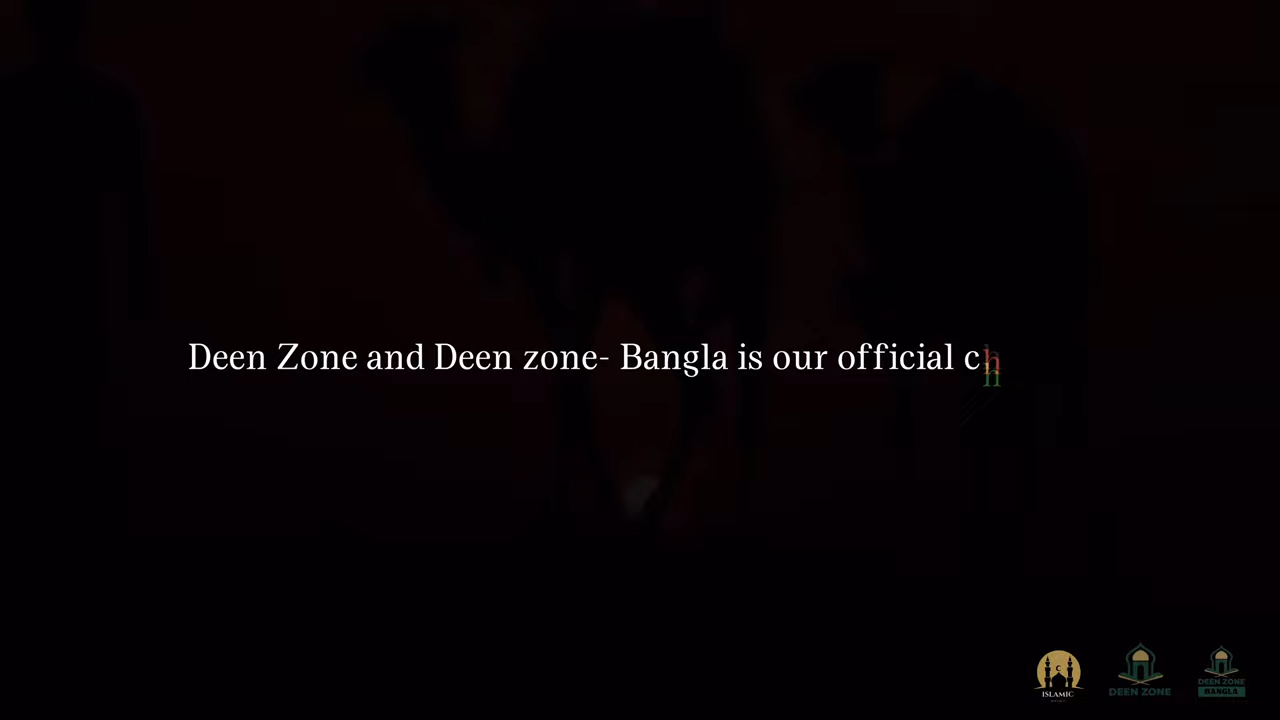 Deen Zone and Deen zone- Bangla is our official ch
ISLAMIC
DEEN ZONE
DEEN ZONE
BANGLA